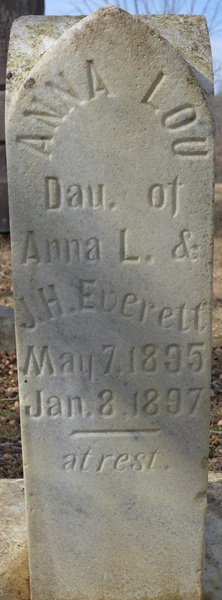 ANNA LOU
Dau. of
Anna L. &
J.H. Everett
May 7. 1895
Jan. 8. 1897
at rest.